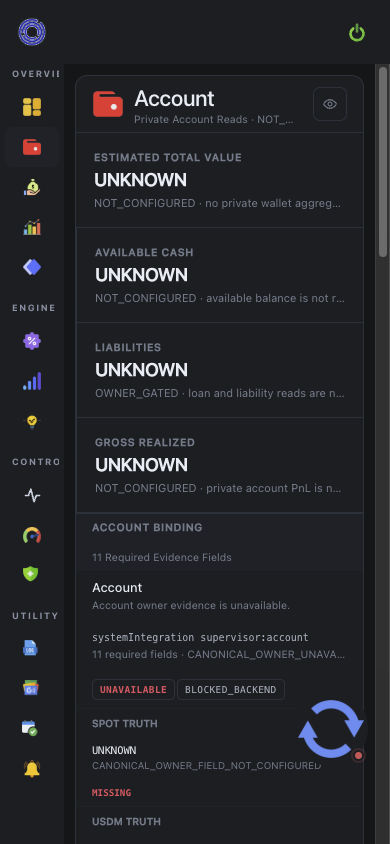 OVERVIE
Account
Private Account Reads · NOT_...
ESTIMATED TOTAL VALUE
UNKNOWN
NOT_CONFIGURED · no private wallet aggreg...
AVAILABLE CASH
UNKNOWN
NOT_CONFIGURED · available balance is not r...
LIABILITIES
UNKNOWN
OWNER_GATED · loan and liability reads are n...
ENGINE
GROSS REALIZED
UNKNOWN
NOT_CONFIGURED · private account PnL is n...
CONTRO
ACCOUNT BINDING
11 Required Evidence Fields
Account
Account owner evidence is unavailable.
UTILITY
systemIntegration supervisor:account
11 required fields · CANONICAL_OWNER_UNAVA...
UNAVAILABLE
BLOCKED_BACKEND
SPOT TRUTH
UNKNOWN
CANONICAL_OWNER_FIELD_NOT_CONFIGURED
MISSING
USDM TRUTH